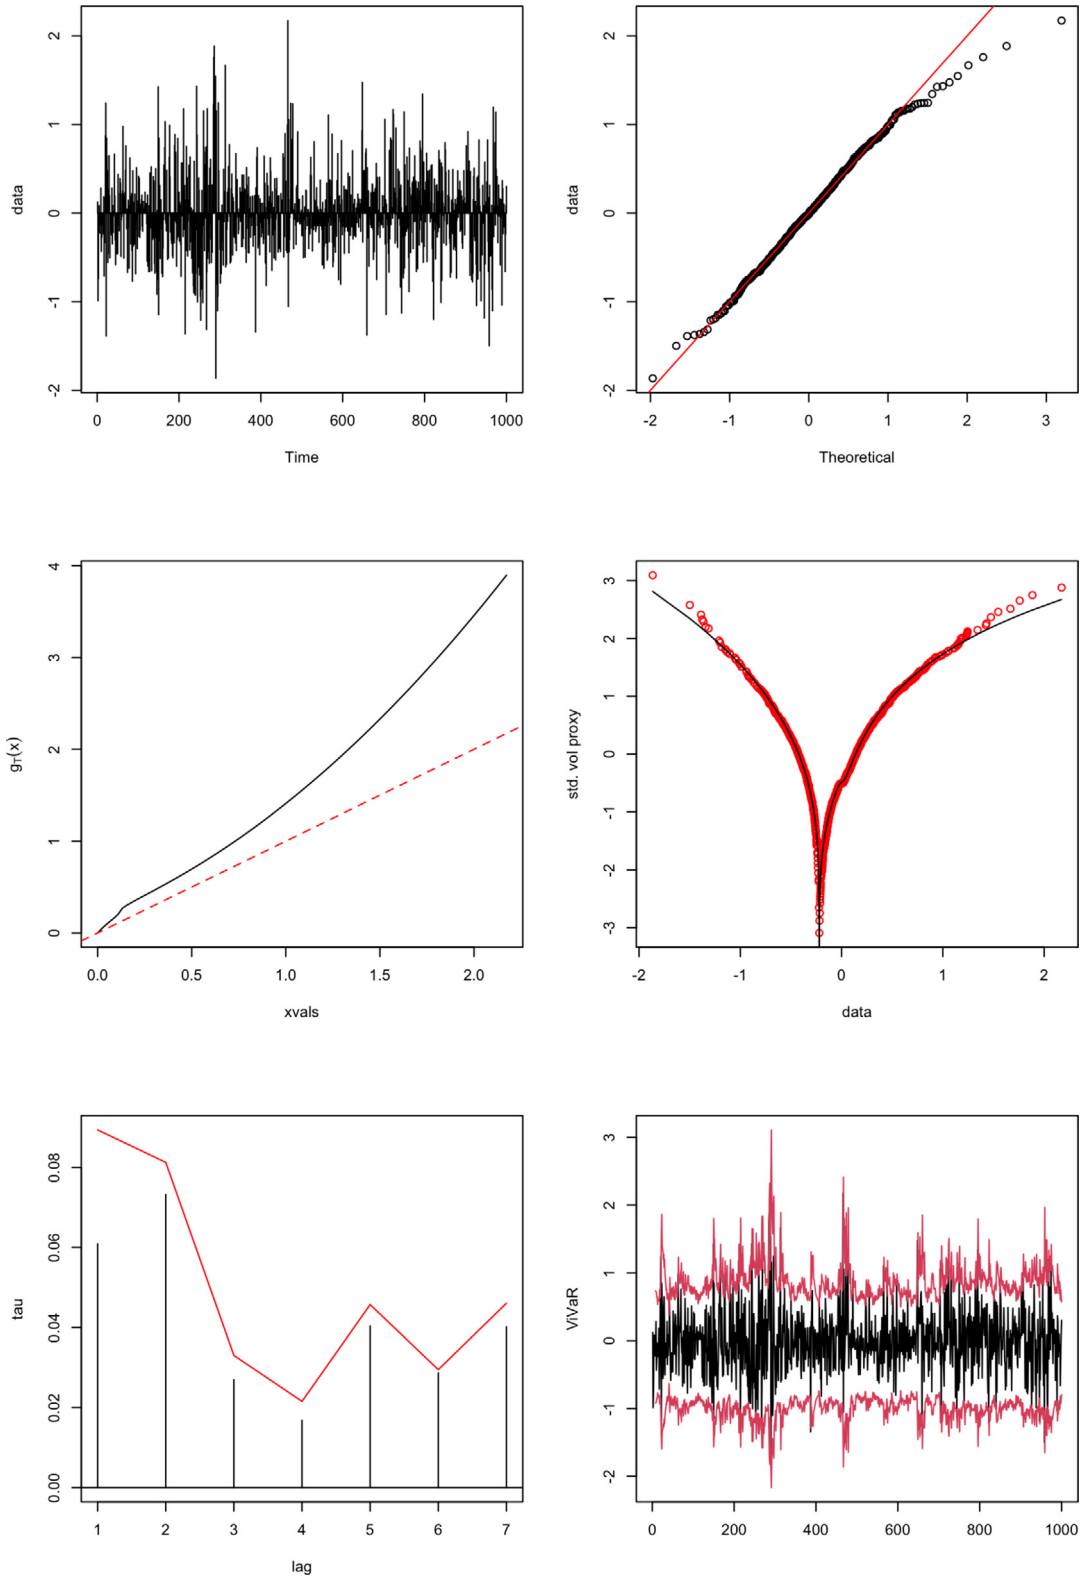 data
2
1
0
-1
-2
0 200 400 600 800 1000
Time
data
2
1
0
-1
-2
-2 -1 0 1 2 3
Theoretical
gT(x)
4
3
2
1
0
0.0 0.5 1.0 1.5 2.0
xvals
std. vol proxy
3
2
1
0
-1
-2
-3
-2 -1 0 1 2
data
tau
0.08
0.06
0.04
0.02
0.00
1 2 3 4 5 6 7
lag
ViVaR
3
2
1
0
-1
-2
0 200 400 600 800 1000